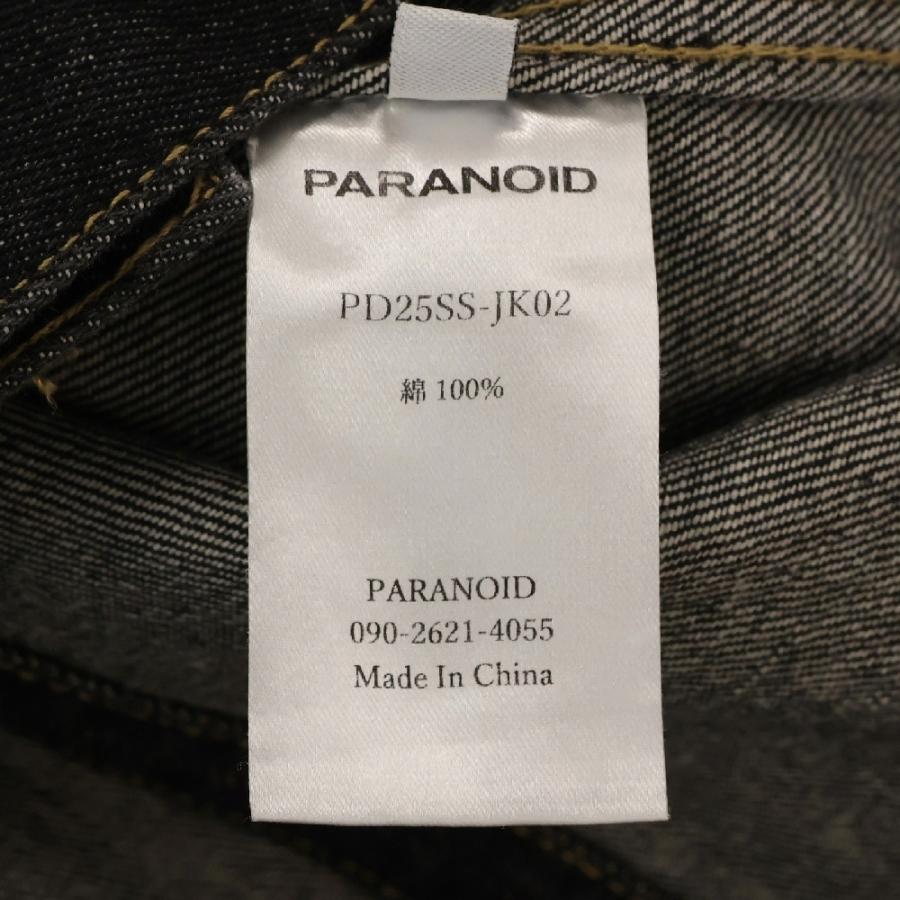 PARANOID
PD25SS-JK02
綿 100%
PARANOID
090-2621-4055
Made In China